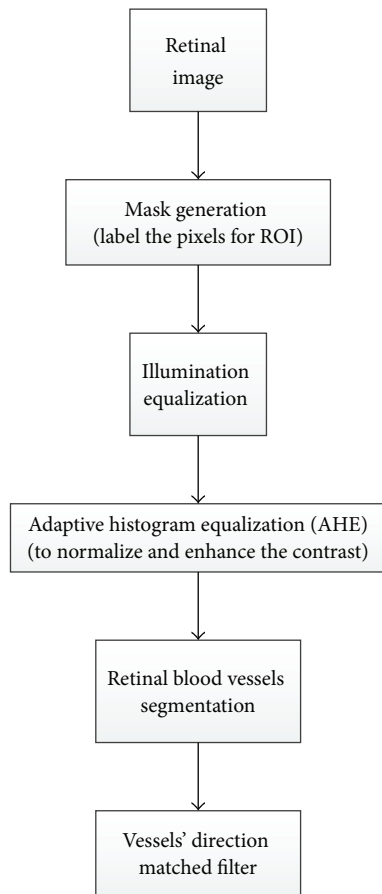 Retinal
image
Mask generation
(label the pixels for ROI)
Illumination
equalization
Adaptive histogram equalization (AHE)
(to normalize and enhance the contrast)
Retinal blood vessels
segmentation
Vessels’ direction
matched filter